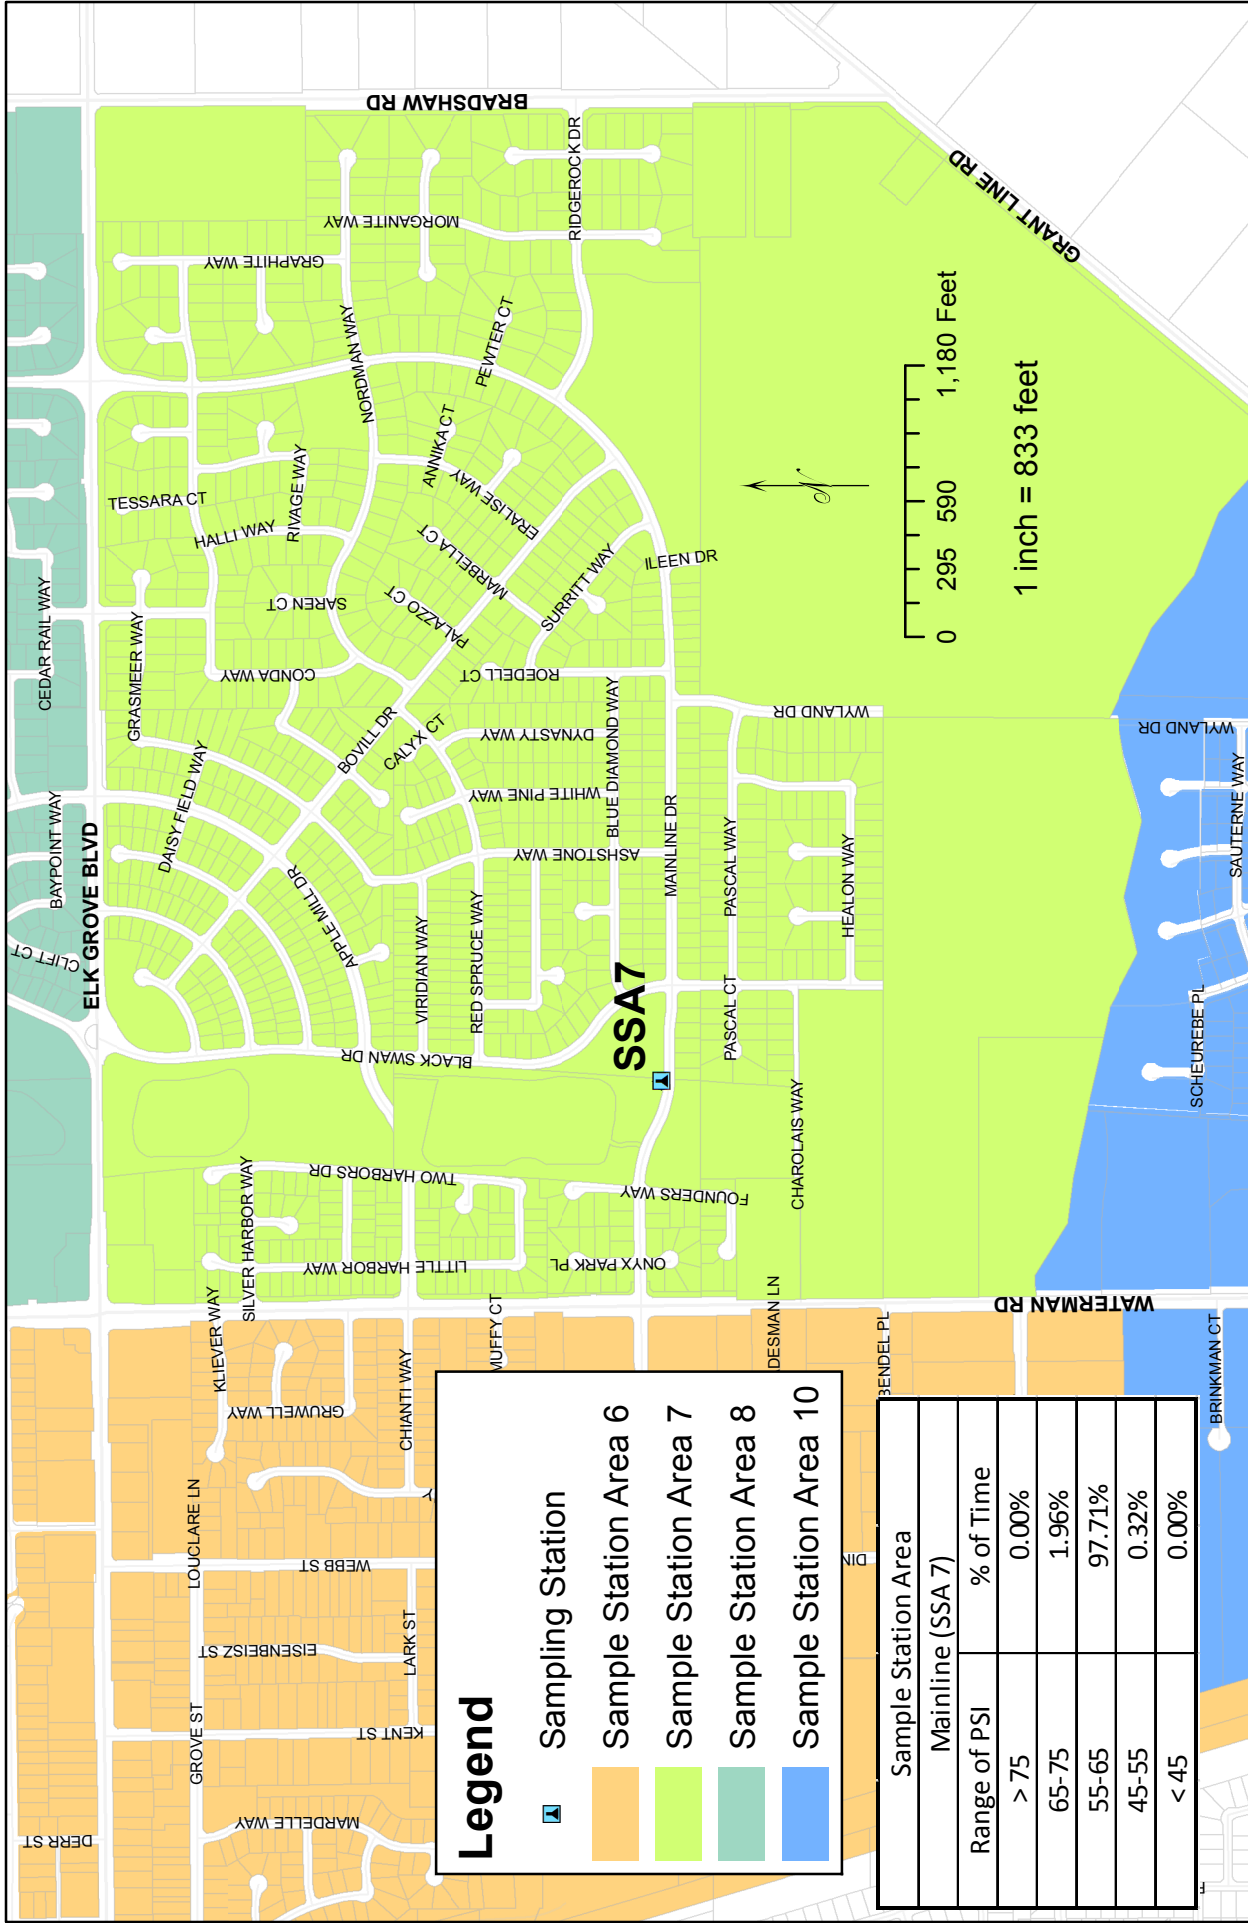 DERR ST
GROVE ST
LOUCLARE LN
MARDELLE WAY
KENT ST
EISENBEISZ ST
LARK ST
WEBB ST
GRUWELL WAY
KLIEVER WAY
CHIANTI WAY
MUFFY CT
ADESMAN LN
BENDEL PL
DIN
BRINKMAN CT
WATERMAN RD
SILVER HARBOR WAY
LITTLE HARBOR WAY
TWO HARBORS DR
ONYX PARK PL
FOUNDERS WAY
CHAROLAIS WAY
ELK GROVE BLVD
CLIFT CT
BAYPOINT WAY
CEDAR RAIL WAY
GRASMEER WAY
DAISY FIELD WAY
APPLE MILL DR
BLACK SWAN DR
VIRIDIAN WAY
RED SPRUCE WAY
BOVILL DR
CALYX CT
WHITE PINE WAY
DYNASTY WAY
ASHSTONE WAY
BLUE DIAMOND WAY
MAINLINE DR
SSA7
PASCAL CT
PASCAL WAY
HEALON WAY
WYLAND DR
WYLAND DR
SAUTERNE WAY
SCHEUREBE PL
CONDA WAY
SAREN CT
HALLI WAY
TESSARA CT
RIVAGE WAY
PALAZZO CT
MARBELLA CT
ERALISE WAY
ANNIKA CT
SURRITT WAY
ROEDELL CT
ILEEN DR
NORDMAN WAY
PEWTER CT
GRAPHITE WAY
MORGANITE WAY
RIDGEROCK DR
BRADSHAW RD
GRANT LINE RD
N
0 295 590 1,180 Feet
1 inch = 833 feet
Legend
Sampling Station
Sample Station Area 6
Sample Station Area 7
Sample Station Area 8
Sample Station Area 10
Sample Station Area
Mainline (SSA 7)
Range of PSI % of Time
> 75 0.00%
65-75 1.96%
55-65 97.71%
45-55 0.32%
< 45 0.00%